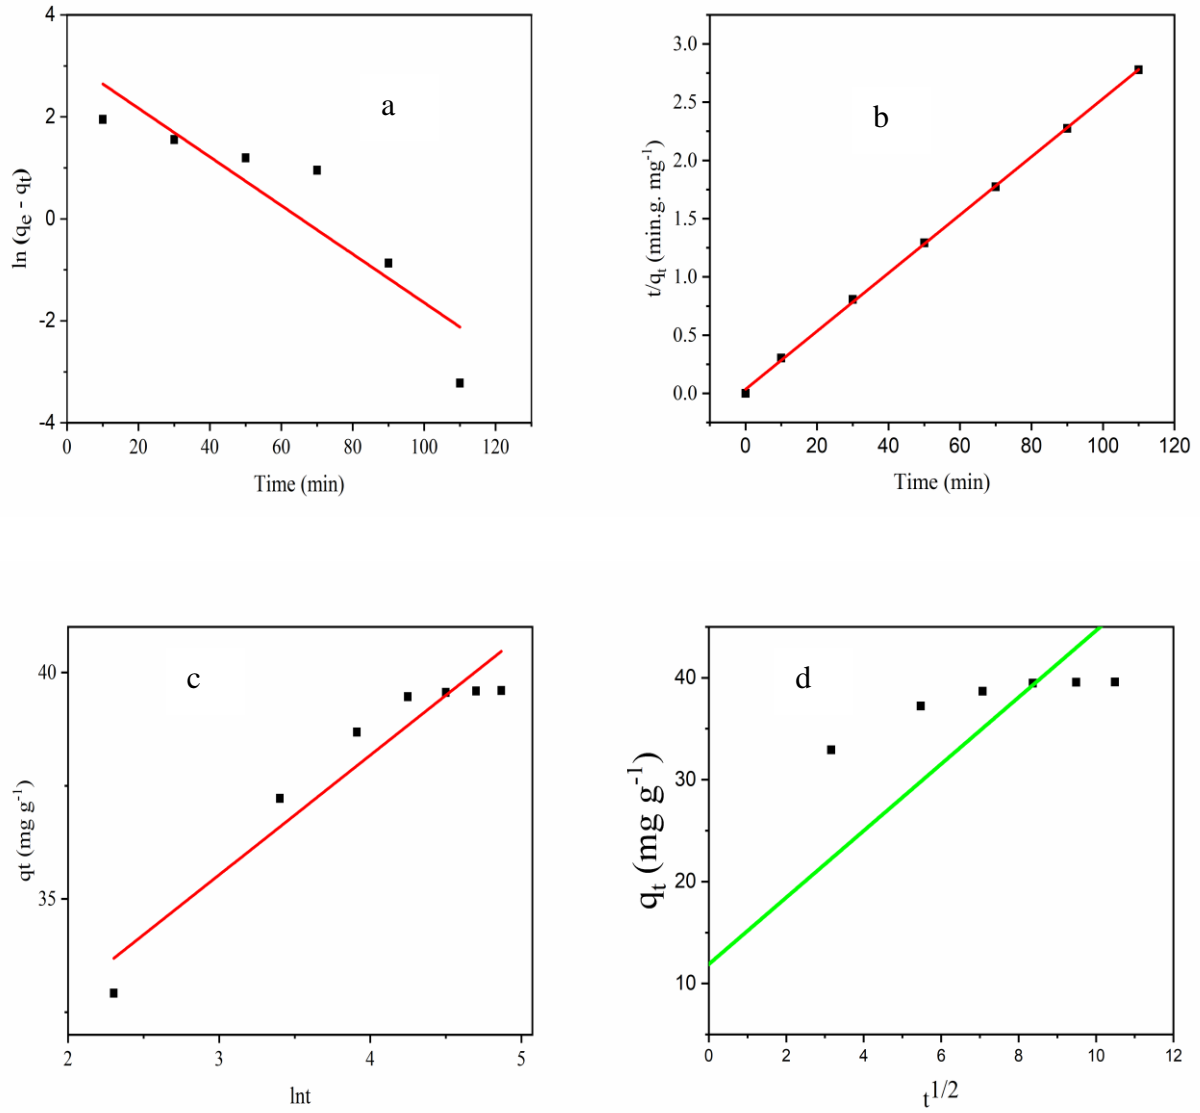 a
4
2
0
-2
-4
ln (qe - qt)
0 20 40 60 80 100 120
Time (min)
b
3.0
2.5
2.0
1.5
1.0
0.5
0.0
t/qt (min.g. mg-1)
0 20 40 60 80 100 120
Time (min)
c
40
35
qt (mg g-1)
2 3 4 5
lnt
d
40
30
20
10
qt (mg g-1)
0 2 4 6 8 10 12
t1/2